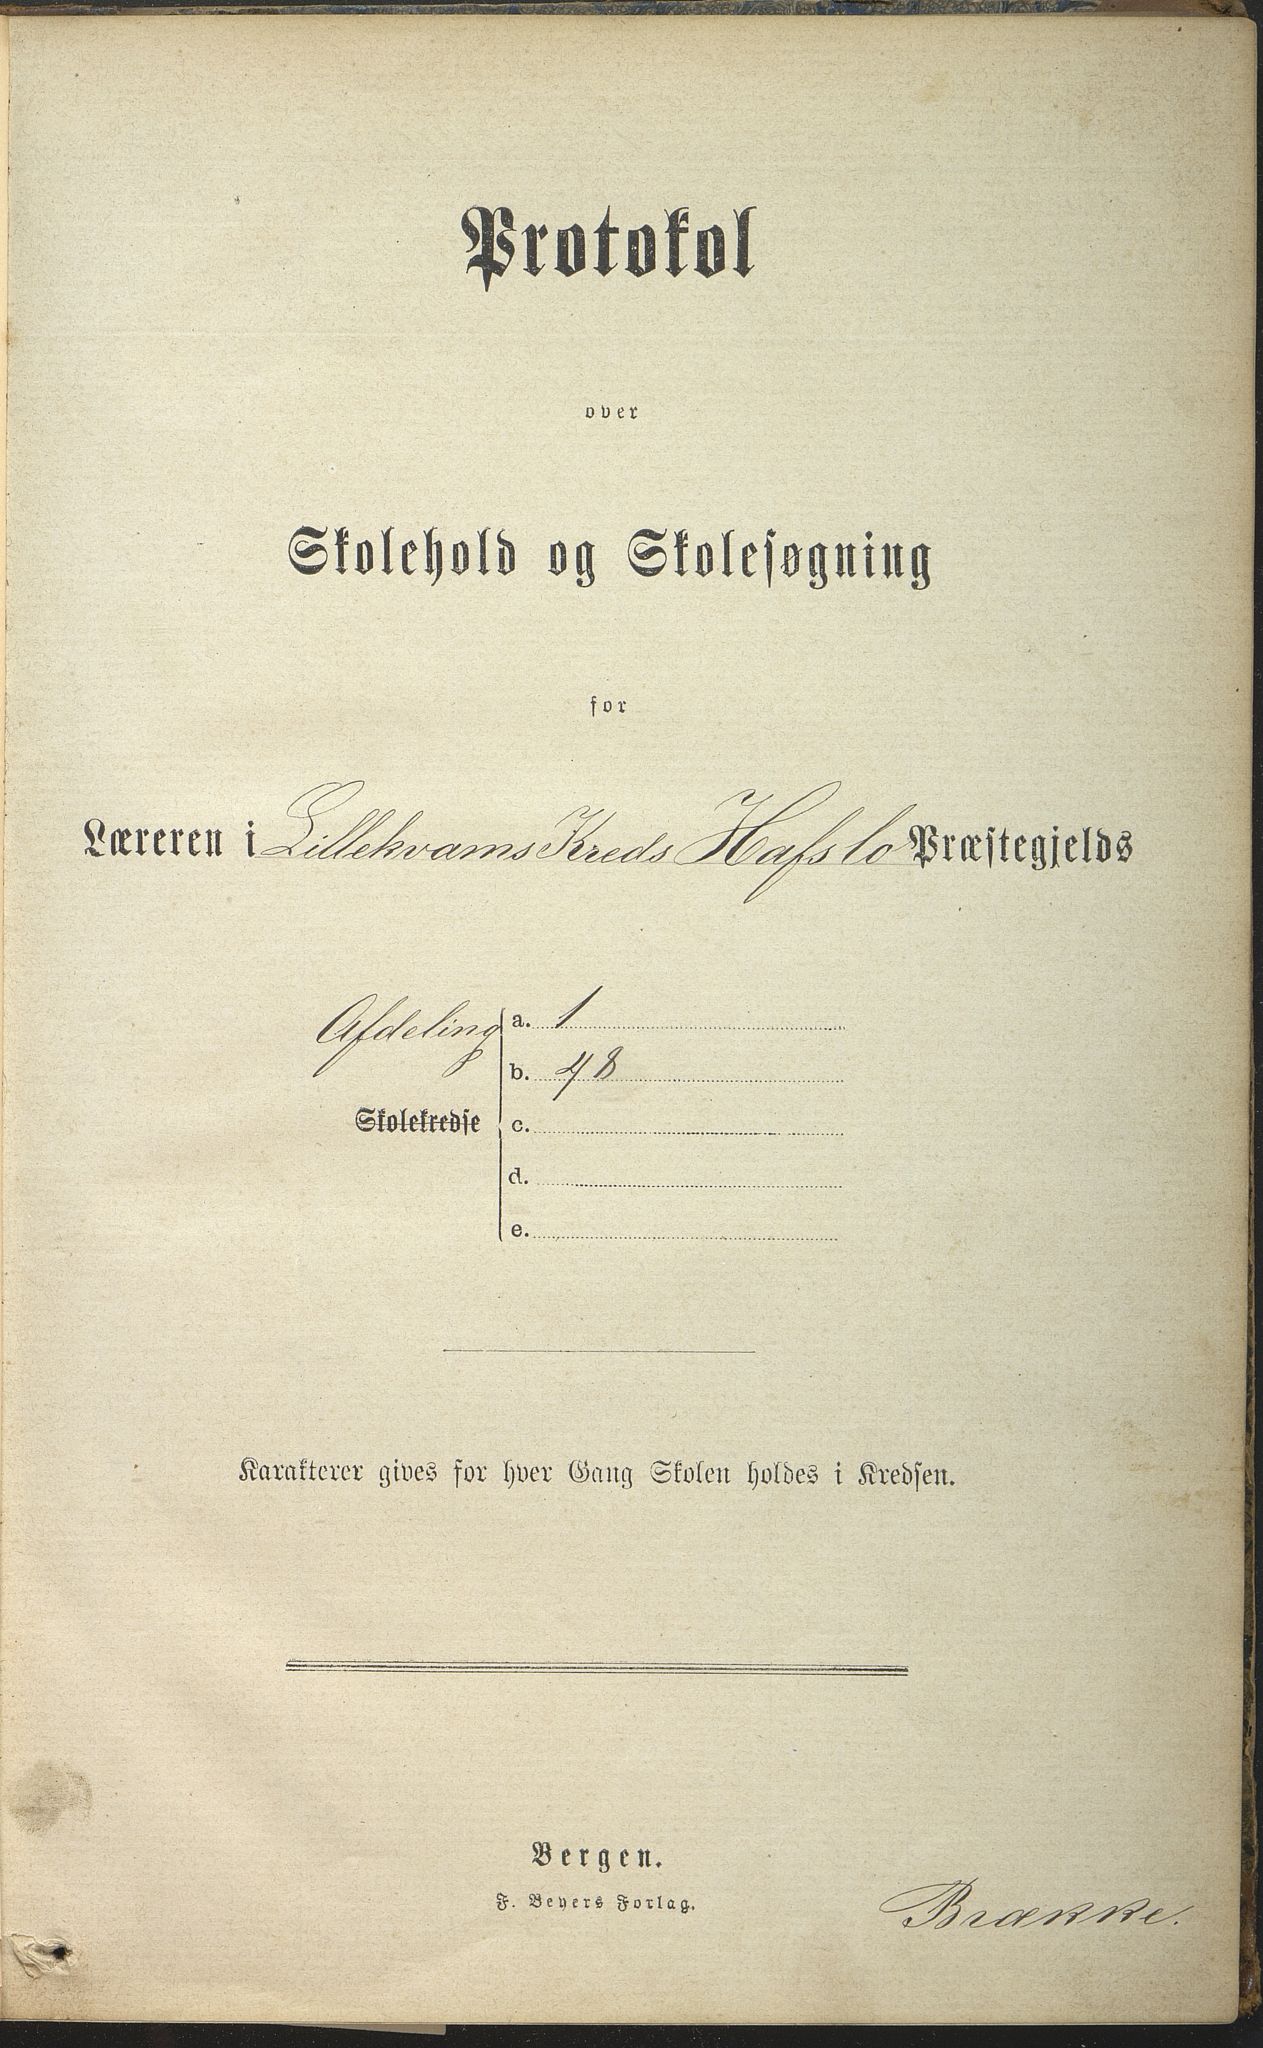 Protokol
over
Skolehold og Skolesøgning
for
Læreren i Lillekvams Kreds Hafslo Præstegjelds
Afdeling
a. 1
b. 48
Skolekredse
c.
d.
e.
Karakterer gives for hver Gang Skolen holdes i Kredsen.
Bergen.
F. Beyers Forlag.
Brække.